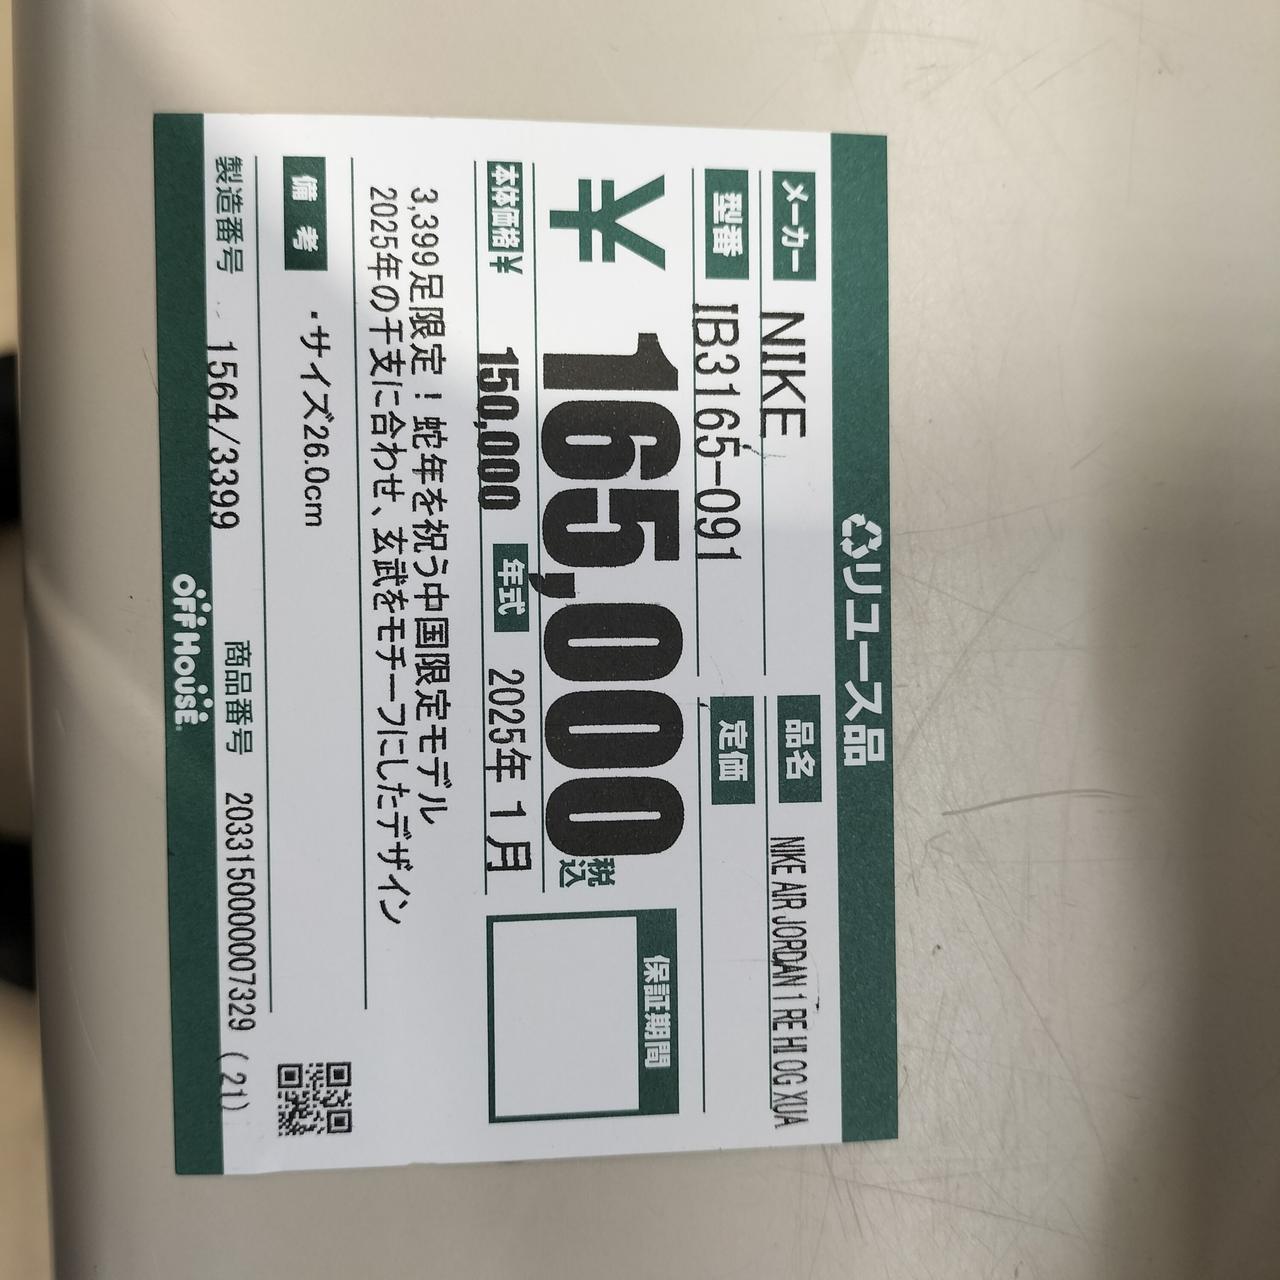 リユース品
メーカー NIKE 品名 NIKE AIR JORDAN 1 RE HI OG XUA
型番 IB3165-091 定価
¥165,000 税込
保証期間
本体価格¥ 150,000 年式 2025年 1月
3,399足限定！蛇年を祝う中国限定モデル
2025年の干支に合わせ、玄武をモチーフにしたデザイン
備考 ・サイズ26.0cm
製造番号 1564/3399 商品番号 2033150000007329 (21)
OFF HOUSE